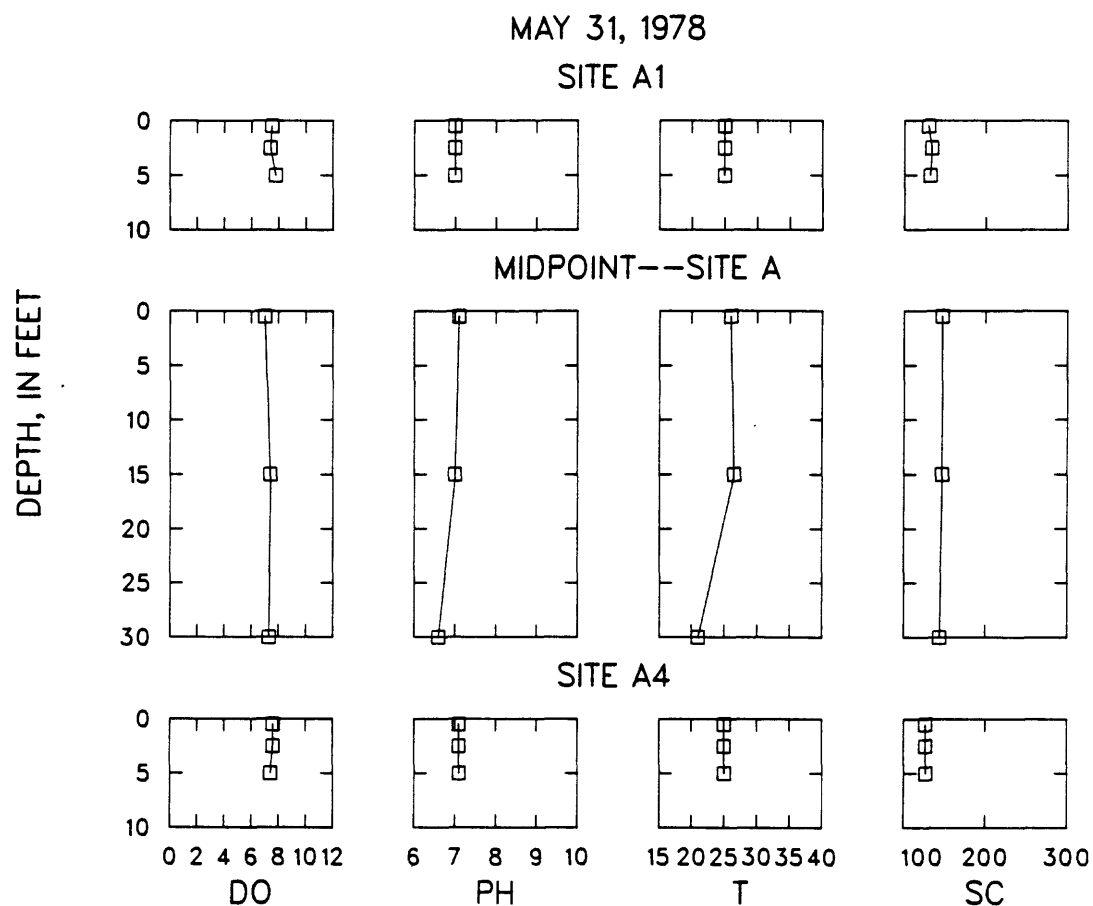 MAY 31, 1978
SITE A1
0
5
10
MIDPOINT--SITE A
0
5
10
15
20
25
30
DEPTH, IN FEET
SITE A4
0
5
10
0 2 4 6 8 10 12 6 7 8 9 10 15 20 25 30 35 40 100 200 300
DO PH T SC